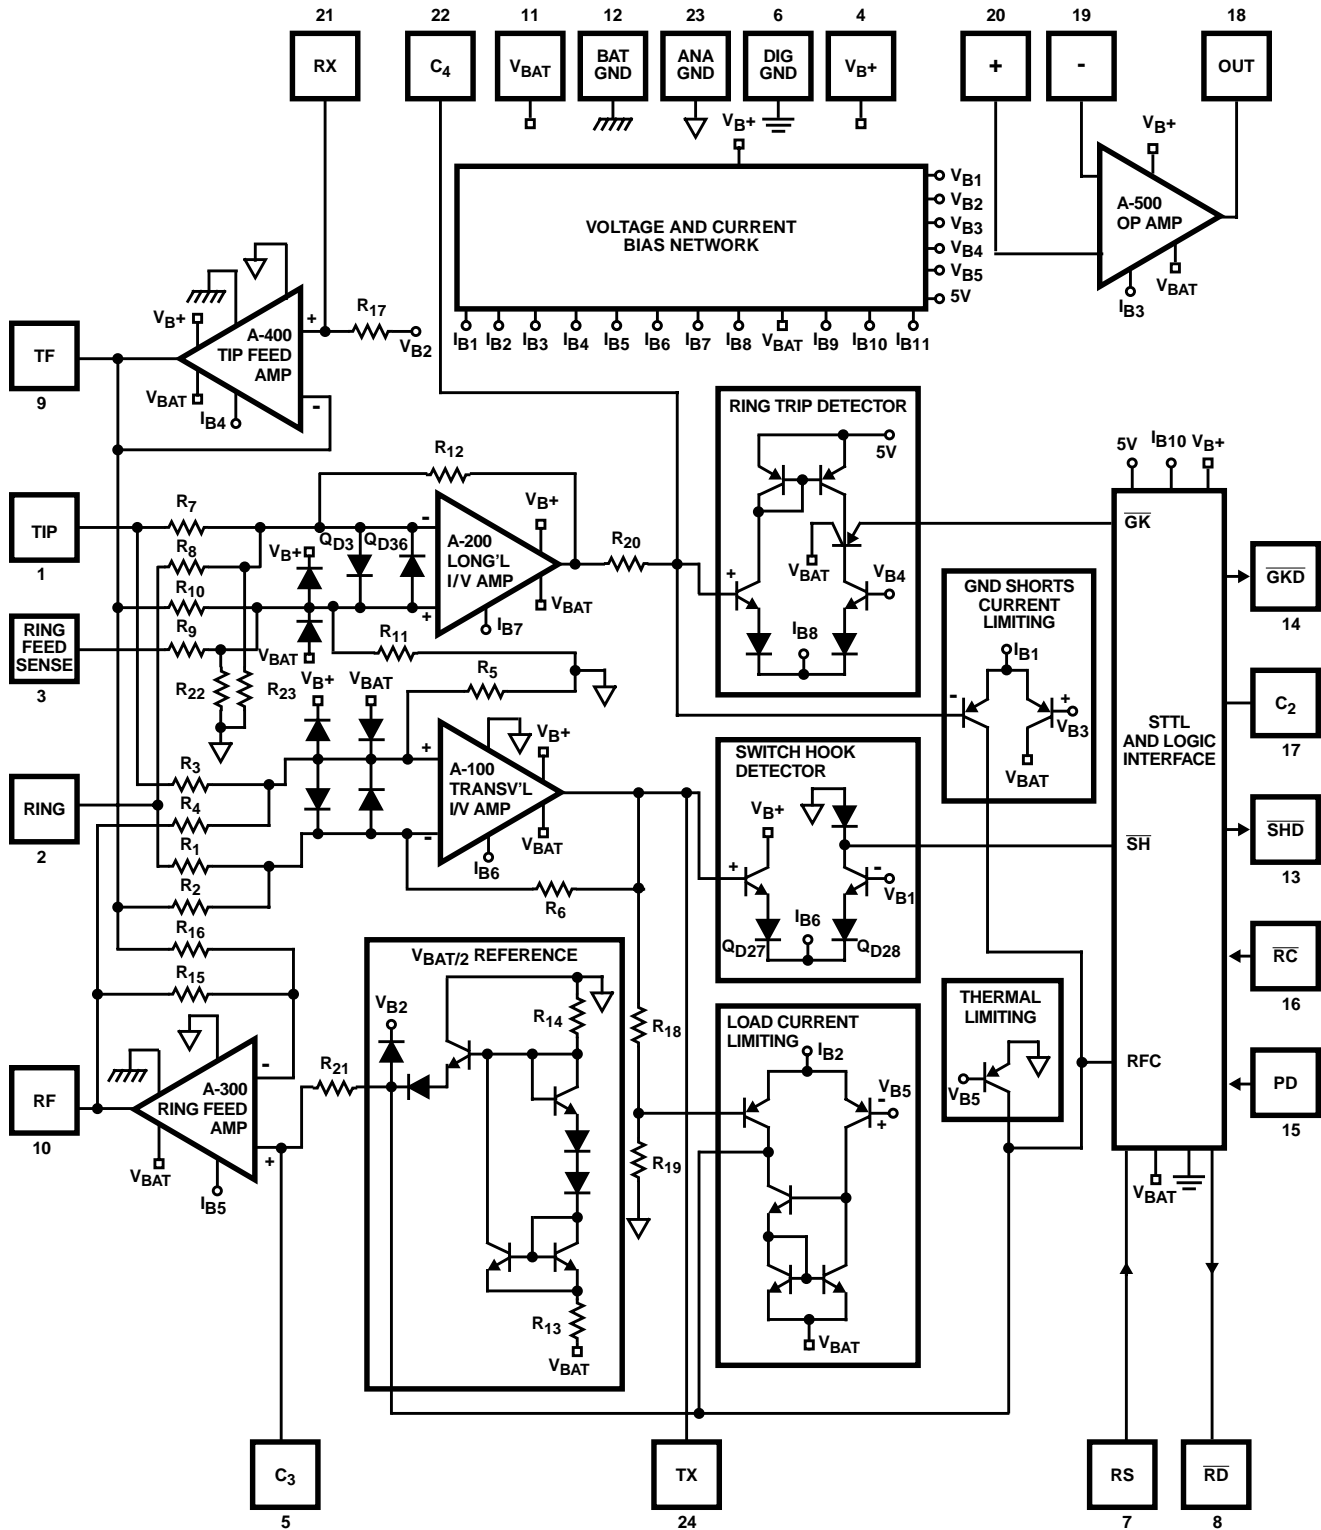 21 22 11 12 23 6 4 20 19 18
RX
C4
VBAT
BAT
GND
ANA
GND
DIG
GND
VB+
+
-
OUT
VB+
VOLTAGE AND CURRENT
BIAS NETWORK
VB1
VB2
VB3
VB4
VB5
5V
IB1 IB2 IB3 IB4 IB5 IB6 IB7 IB8 VBAT IB9 IB10 IB11
VB+
A-500
OP AMP
VBAT
IB3
VB+
A-400
TIP FEED
AMP
+
-
R17
VB2
VBAT
IB4
TF
9
TIP
1
RING
FEED
SENSE
3
RING
2
RF
10
R12
R7
R8
R10
R9
R22
R23
VB+
QD3
QD36
VBAT
-
+
A-200
LONG'L
I/V AMP
VB+
VBAT
IB7
R20
R11
R5
VB+
VBAT
R3
R4
R1
R2
R16
R15
+
-
A-100
TRANSV'L
I/V AMP
VB+
VBAT
IB6
R6
RING TRIP DETECTOR
5V
VBAT
VB4
+
IB8
GND SHORTS
CURRENT
LIMITING
IB1
-
+
VB3
VBAT
SWITCH HOOK
DETECTOR
VB+
+
-
VB1
IB6
QD27
QD28
5V IB10 VB+
GK
STTL
AND LOGIC
INTERFACE
SH
RFC
VBAT
GKD
14
C2
17
SHD
13
RC
16
PD
15
VBAT/2 REFERENCE
VB2
R14
R13
VBAT
R18
R19
LOAD CURRENT
LIMITING
IB2
-
VB5
+
VBAT
THERMAL
LIMITING
VB5
-
A-300
RING FEED
AMP
+
R21
VBAT
IB5
C3
5
TX
24
RS
7
RD
8